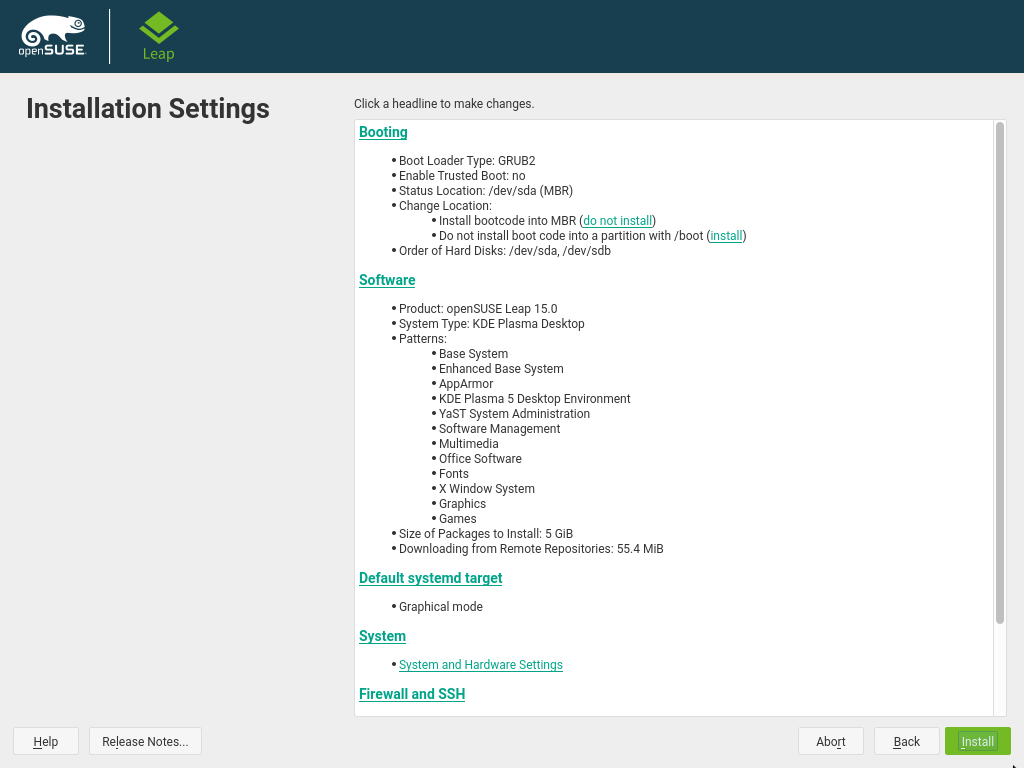 openSUSE.
Leap
Installation Settings
Click a headline to make changes.
Booting
Boot Loader Type: GRUB2
Enable Trusted Boot: no
Status Location: /dev/sda (MBR)
Change Location:
Install bootcode into MBR (do not install)
Do not install boot code into a partition with /boot (install)
Order of Hard Disks: /dev/sda, /dev/sdb
Software
Product: openSUSE Leap 15.0
System Type: KDE Plasma Desktop
Patterns:
Base System
Enhanced Base System
AppArmor
KDE Plasma 5 Desktop Environment
YaST System Administration
Software Management
Multimedia
Office Software
Fonts
X Window System
Graphics
Games
Size of Packages to Install: 5 GiB
Downloading from Remote Repositories: 55.4 MiB
Default systemd target
Graphical mode
System
System and Hardware Settings
Firewall and SSH
Help
Release Notes...
Abort
Back
Install